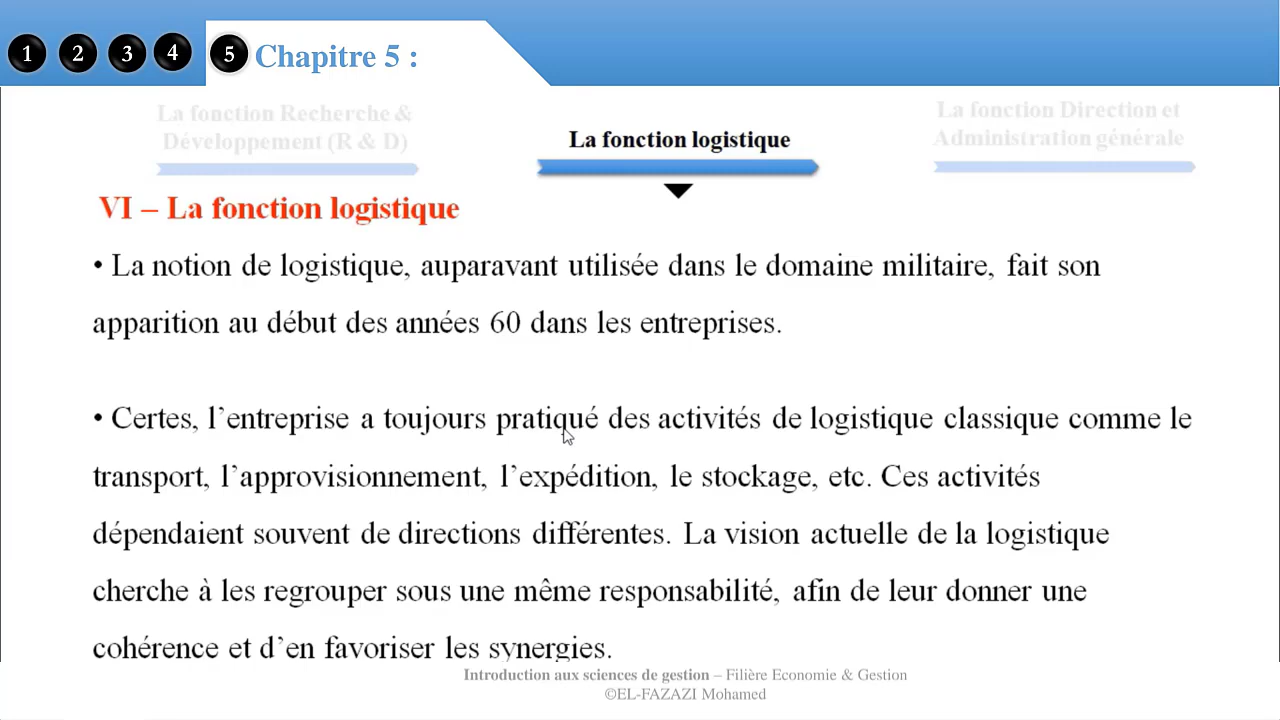 1 2 3 4 5 Chapitre 5 :
La fonction Recherche &
Développement (R & D)
La fonction logistique
La fonction Direction et
Administration générale
VI – La fonction logistique
• La notion de logistique, auparavant utilisée dans le domaine militaire, fait son
apparition au début des années 60 dans les entreprises.
• Certes, l’entreprise a toujours pratiqué des activités de logistique classique comme le
transport, l’approvisionnement, l’expédition, le stockage, etc. Ces activités
dépendaient souvent de directions différentes. La vision actuelle de la logistique
cherche à les regrouper sous une même responsabilité, afin de leur donner une
cohérence et d’en favoriser les synergies.
Introduction aux sciences de gestion – Filière Economie & Gestion
©EL-FAZAZI Mohamed